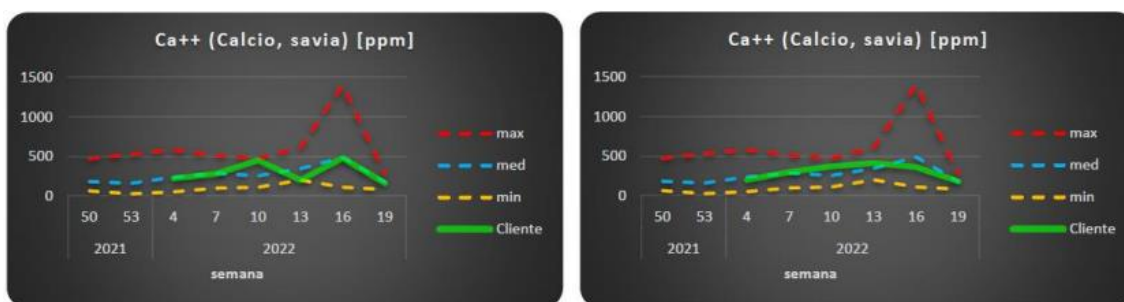 Ca++ (Calcio, savia) [ppm]
1500
1000
500
0
50 53 4 7 10 13 16 19
2021 2022
semana
max
med
min
Cliente
Ca++ (Calcio, savia) [ppm]
1500
1000
500
0
50 53 4 7 10 13 16 19
2021 2022
semana
max
med
min
Cliente